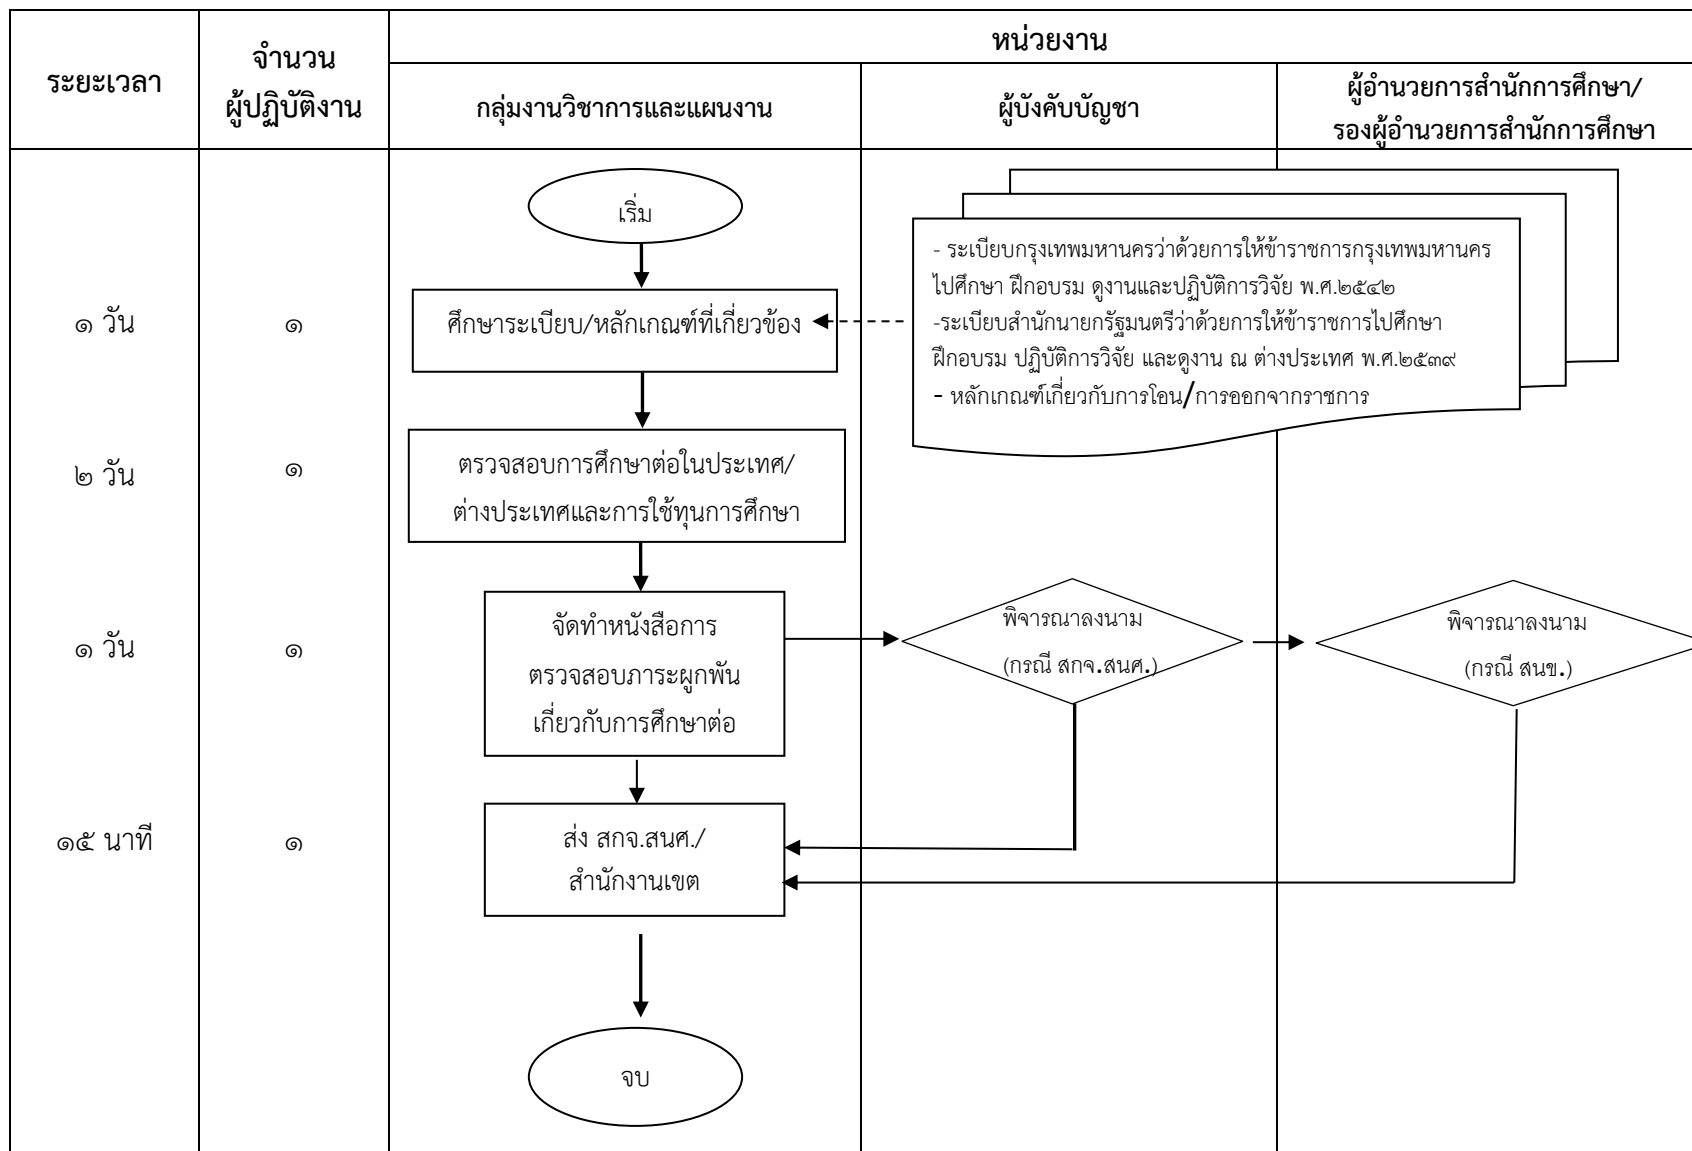 ระยะเวลา
จำนวน
ผู้ปฏิบัติงาน
หน่วยงาน
กลุ่มงานวิชาการและแผนงาน
ผู้บังคับบัญชา
ผู้อำนวยการสำนักการศึกษา/
รองผู้อำนวยการสำนักการศึกษา
เริ่ม
- ระเบียบกรุงเทพมหานครว่าด้วยการให้ข้าราชการกรุงเทพมหานคร
ไปศึกษา ฝึกอบรม ดูงานและปฏิบัติการวิจัย พ.ศ.๒๕๔๒
-ระเบียบสำนักนายกรัฐมนตรีว่าด้วยการให้ข้าราชการไปศึกษา
ฝึกอบรม ปฏิบัติการวิจัย และดูงาน ณ ต่างประเทศ พ.ศ.๒๕๓๙
- หลักเกณฑ์เกี่ยวกับการโอน/การออกจากราชการ
๑ วัน
๑
ศึกษาระเบียบ/หลักเกณฑ์ที่เกี่ยวข้อง
๒ วัน
๑
ตรวจสอบการศึกษาต่อในประเทศ/
ต่างประเทศและการใช้ทุนการศึกษา
๑ วัน
๑
จัดทำหนังสือการ
ตรวจสอบภาระผูกพัน
เกี่ยวกับการศึกษาต่อ
พิจารณาลงนาม
(กรณี สกจ.สนศ.)
พิจารณาลงนาม
(กรณี สนข.)
๑๕ นาที
๑
ส่ง สกจ.สนศ./
สำนักงานเขต
จบ